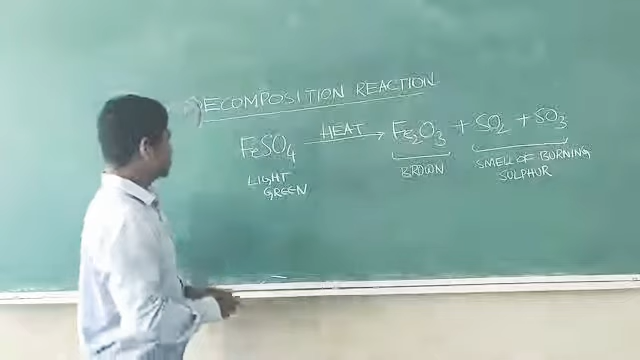 DECOMPOSITION REACTION
FeSO4 HEAT → Fe2O3 + SO2 + SO3
LIGHT GREEN
BROWN
SMELL OF BURNING
SULPHUR